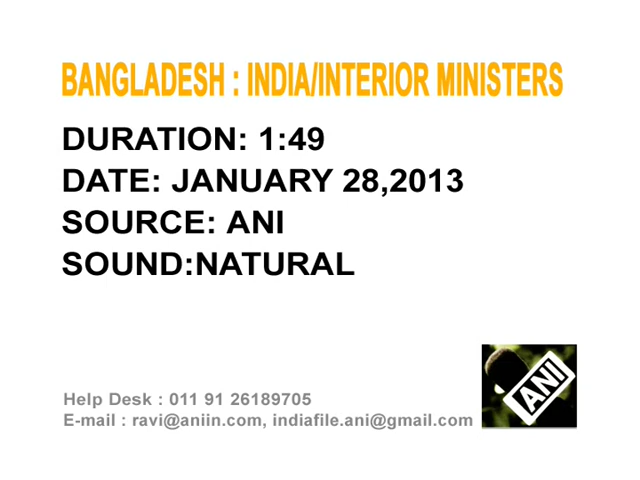 BANGLADESH : INDIA/INTERIOR MINISTERS
DURATION: 1:49
DATE: JANUARY 28,2013
SOURCE: ANI
SOUND:NATURAL
ANI
Help Desk : 011 91 26189705
E-mail : ravi@aniin.com, indiafile.ani@gmail.com